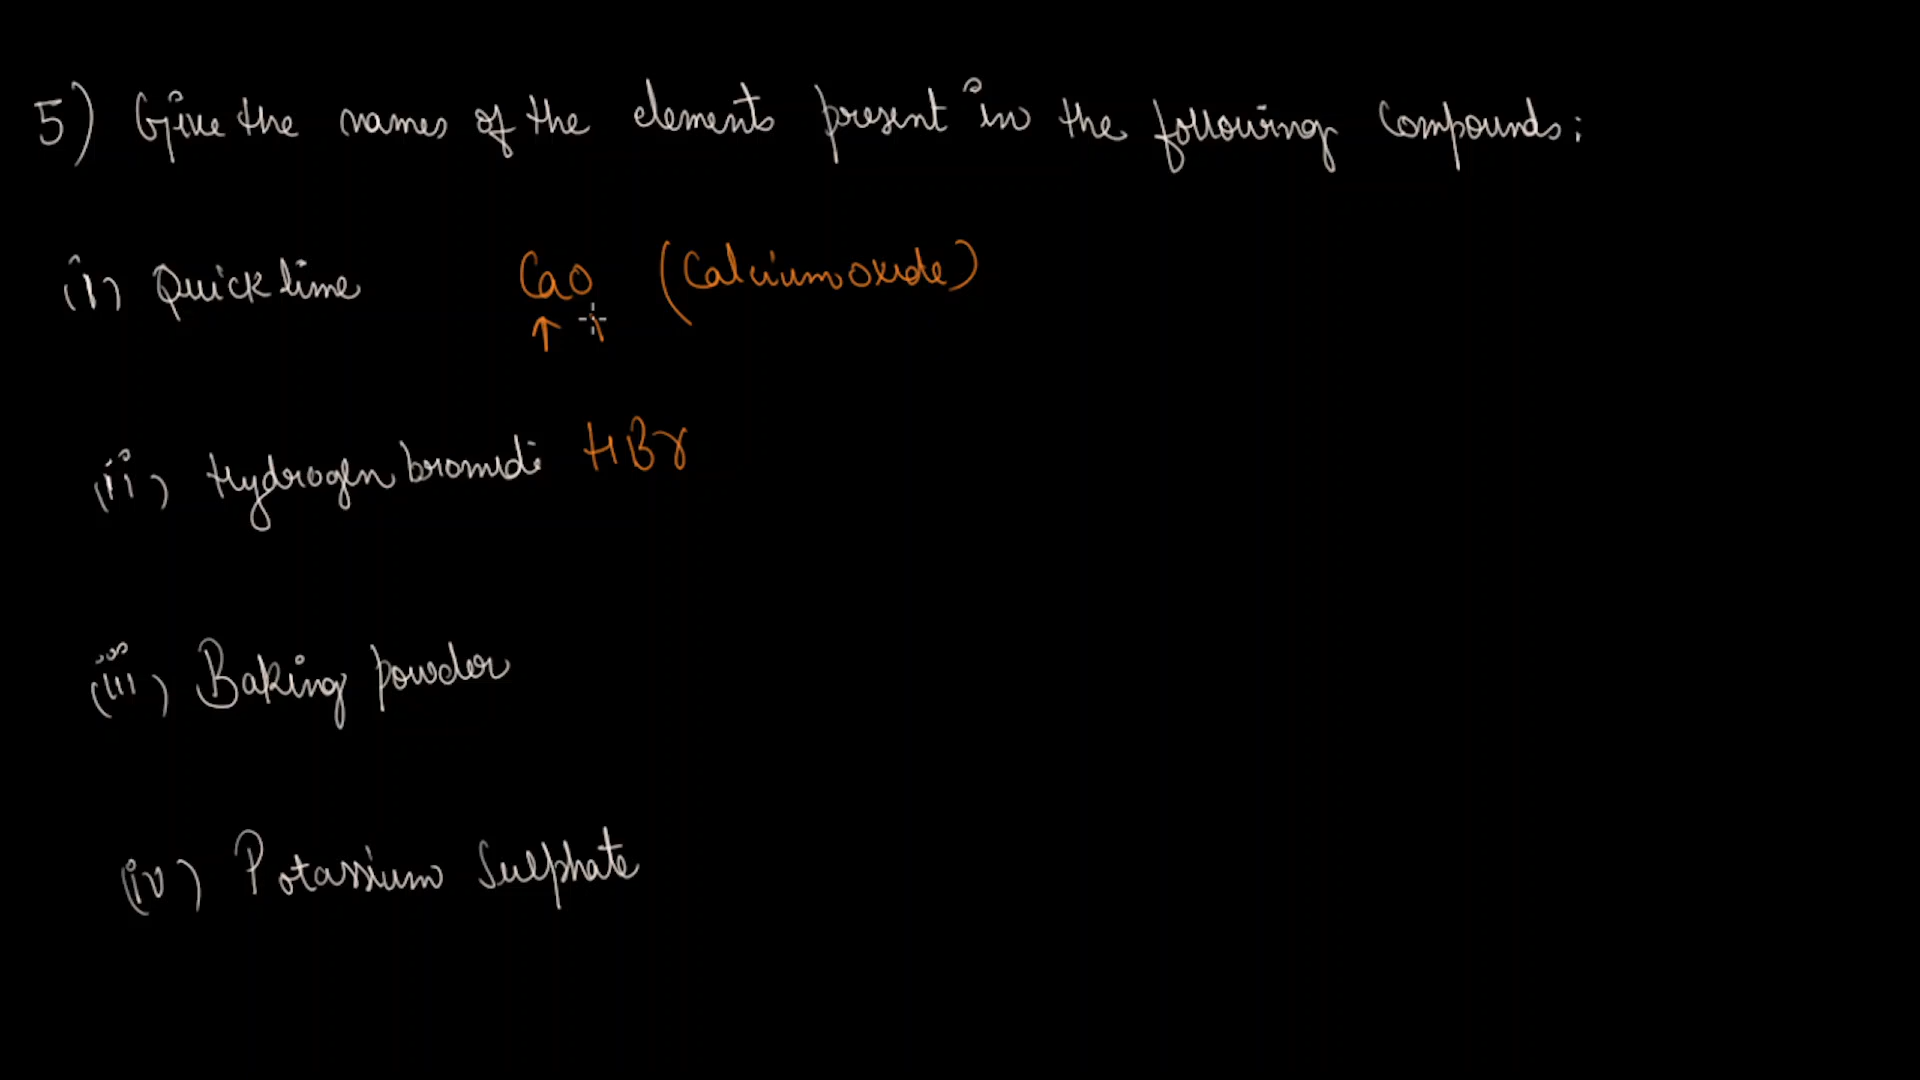 5) Give the names of the elements present in the following Compounds:
(i) Quick lime CaO (Calcium oxide)
(ii) Hydrogen bromide HBr
(iii) Baking powder
(iv) Potassium Sulphate